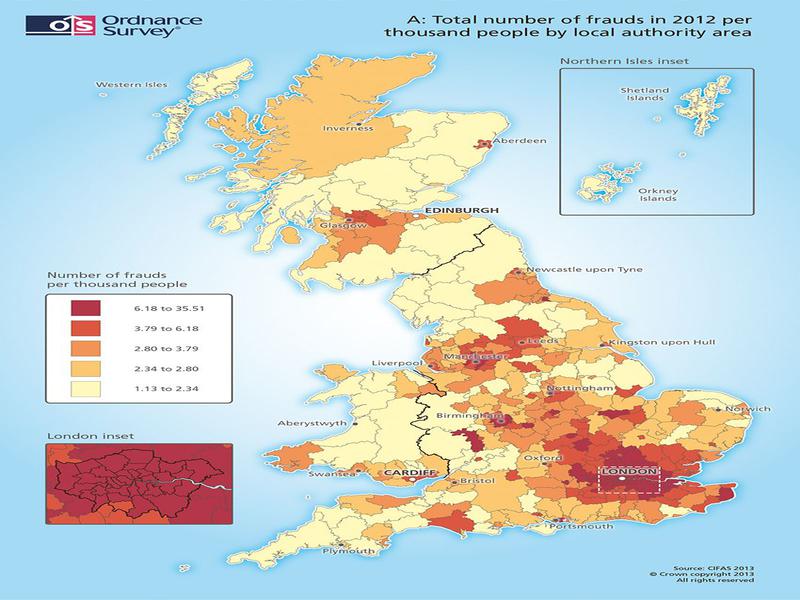 Ordnance
Survey®
OS
A: Total number of frauds in 2012 per
thousand people by local authority area
Northern Isles inset
Shetland
Islands
Orkney
Islands
Western Isles
Inverness
Aberdeen
EDINBURGH
Glasgow
Number of frauds
per thousand people
6.18 to 35.51
3.79 to 6.18
2.80 to 3.79
2.34 to 2.80
1.13 to 2.34
Newcastle upon Tyne
Leeds
Kingston upon Hull
Manchester
Liverpool
Nottingham
Norwich
Birmingham
Aberystwyth
London inset
Oxford
LONDON
Swansea
CARDIFF
Bristol
Portsmouth
Plymouth
Source: CIFAS 2013
© Crown copyright 2013
All rights reserved